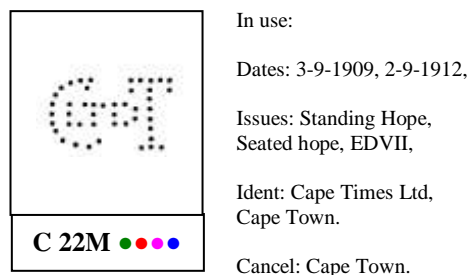 C T
C 22M
In use:
Dates: 3-9-1909, 2-9-1912,
Issues: Standing Hope,
Seated hope, EDVII,
Ident: Cape Times Ltd,
Cape Town.
Cancel: Cape Town.